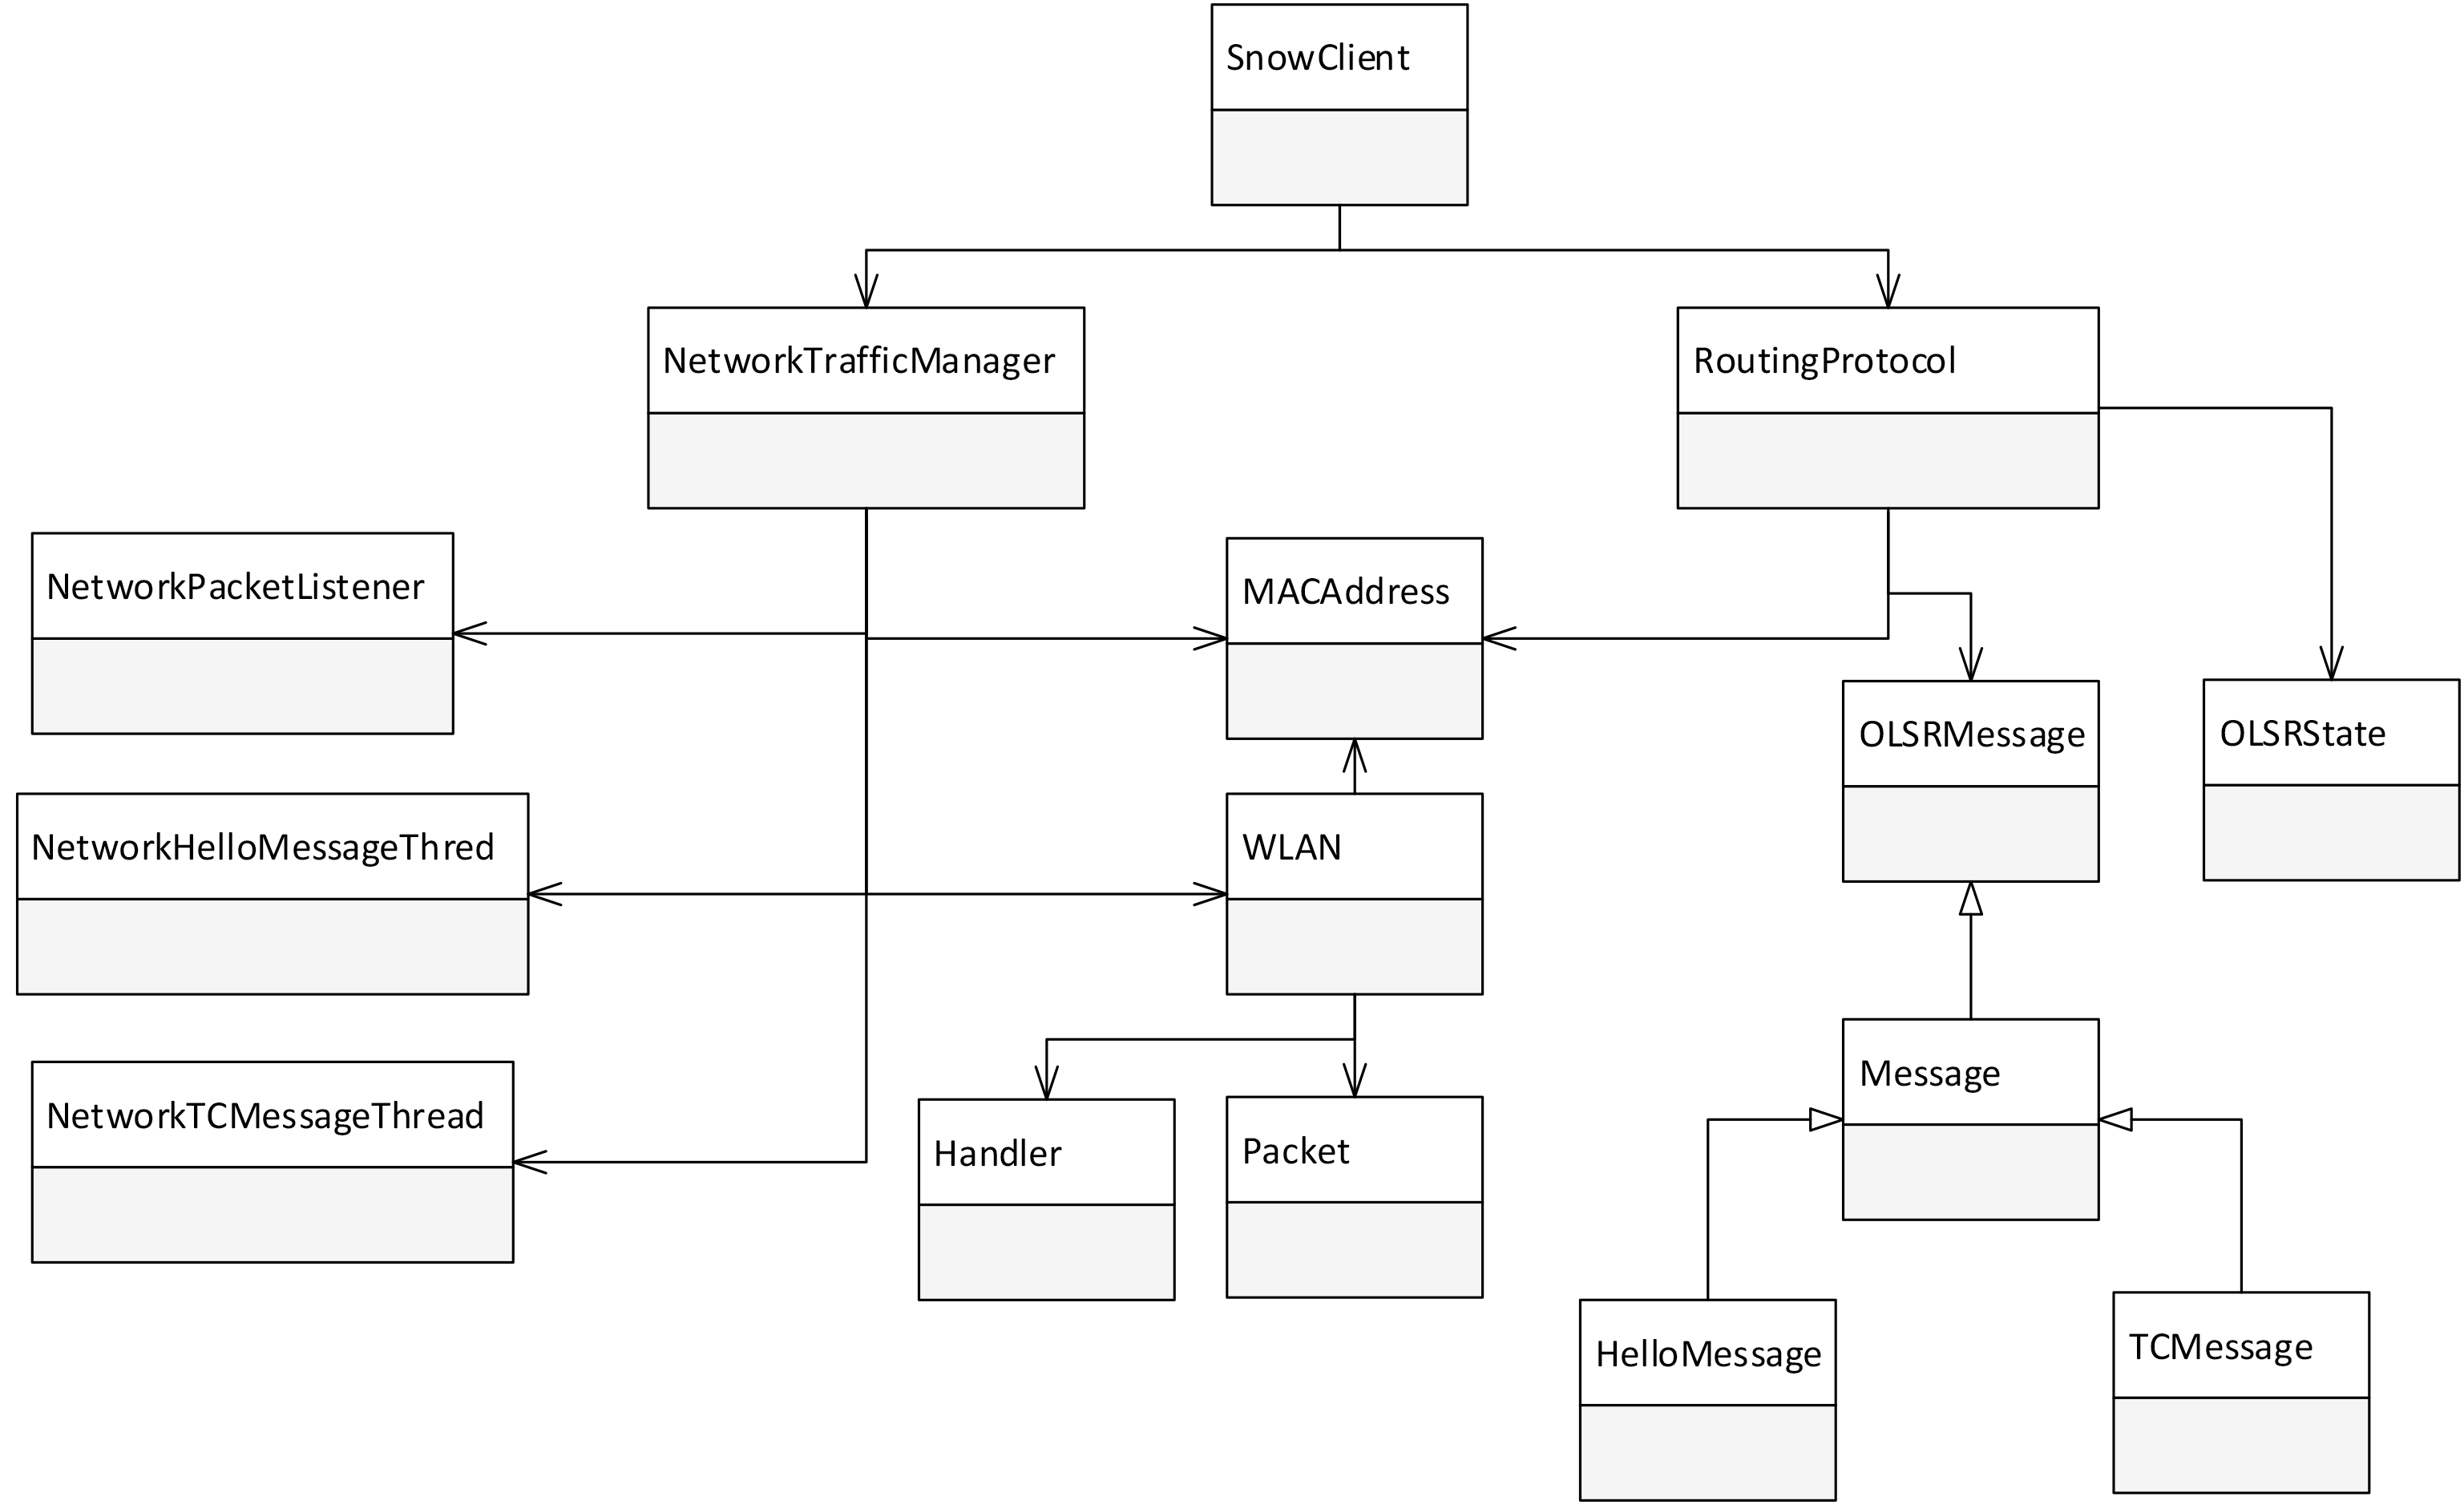 SnowClient
NetworkTrafficManager
RoutingProtocol
NetworkPacketListener
MACAddress
OLSRMessage
OLSRState
NetworkHelloMessageThred
WLAN
Message
NetworkTCMessageThread
Handler
Packet
HelloMessage
TCMessage